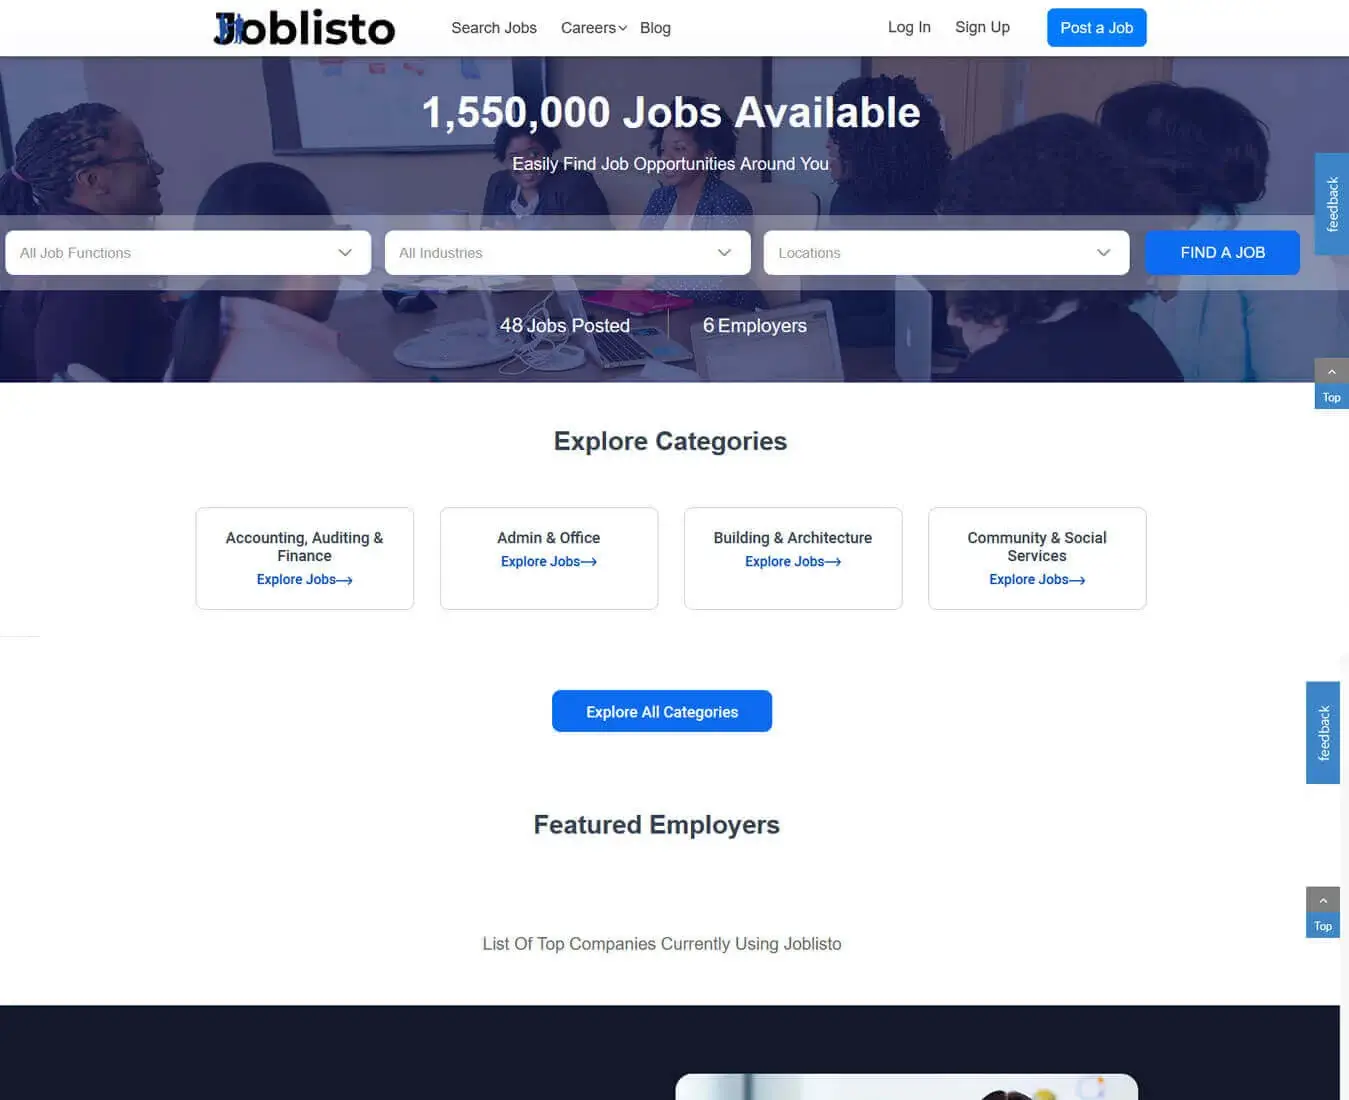 Joblisto
Search Jobs
Careers
Blog
Log In
Sign Up
Post a Job
1,550,000 Jobs Available
Easily Find Job Opportunities Around You
feedback
All Job Functions
All Industries
Locations
FIND A JOB
48 Jobs Posted
6 Employers
Top
Explore Categories
Accounting, Auditing &
Finance
Explore Jobs
Admin & Office
Explore Jobs
Building & Architecture
Explore Jobs
Community & Social
Services
Explore Jobs
Explore All Categories
feedback
Featured Employers
Top
List Of Top Companies Currently Using Joblisto